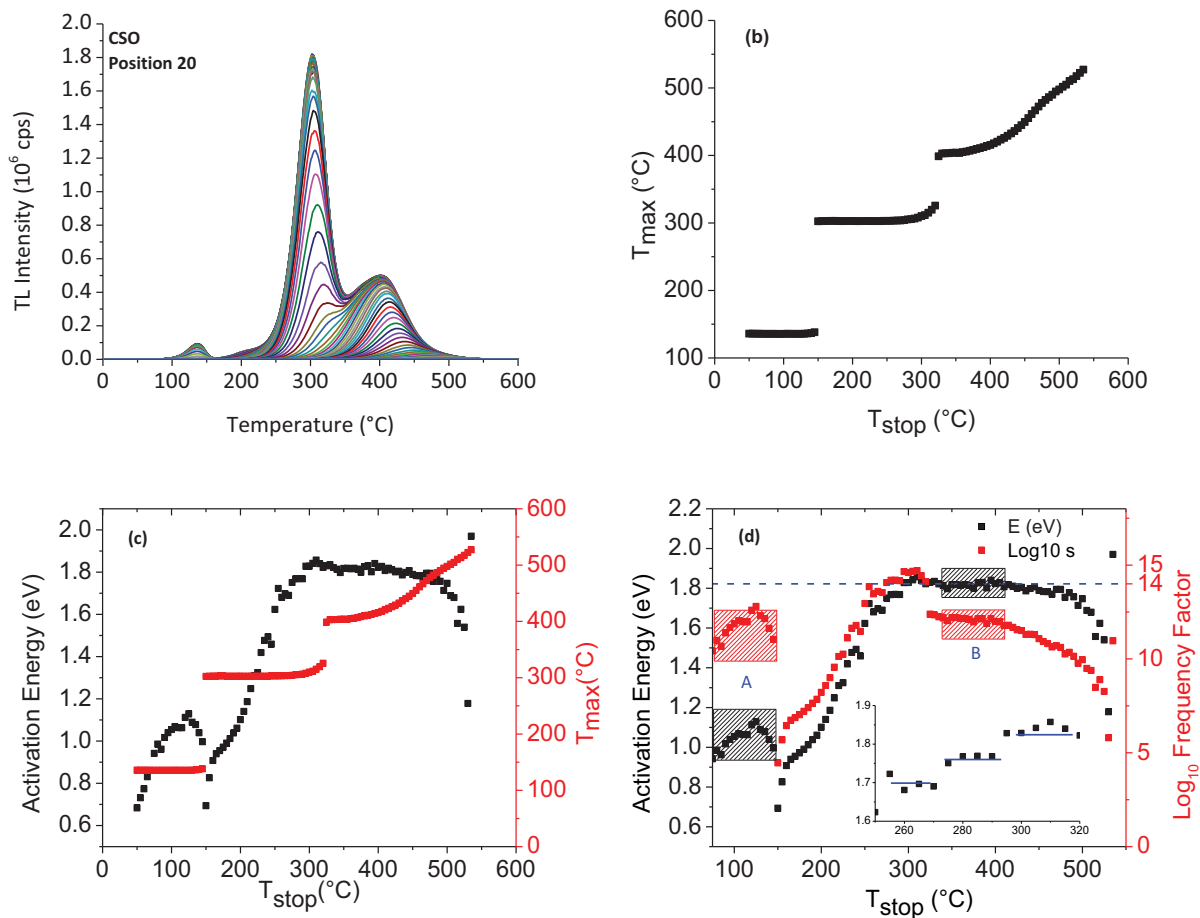 CSO
Position 20
2.0
1.8
1.6
1.4
1.2
1.0
0.8
0.6
0.4
0.2
0.0
TL Intensity (10⁶ cps)
0 100 200 300 400 500 600
Temperature (°C)
(b)
600
500
400
300
200
100
Tmax (°C)
0 100 200 300 400 500 600
Tstop (°C)
(c)
2.0
1.8
1.6
1.4
1.2
1.0
0.8
0.6
Activation Energy (eV)
600
500
400
300
200
100
0
Tmax(°C)
0 100 200 300 400 500
Tstop(°C)
(d)
E (eV)
Log10 s
2.2
2.0
1.8
1.6
1.4
1.2
1.0
0.8
0.6
Activation Energy (eV)
A
B
1.9
1.8
1.7
1.6
260 280 300 320
15
14
10
5
0
Log₁₀ Frequency Factor
100 200 300 400 500
Tstop (°C)